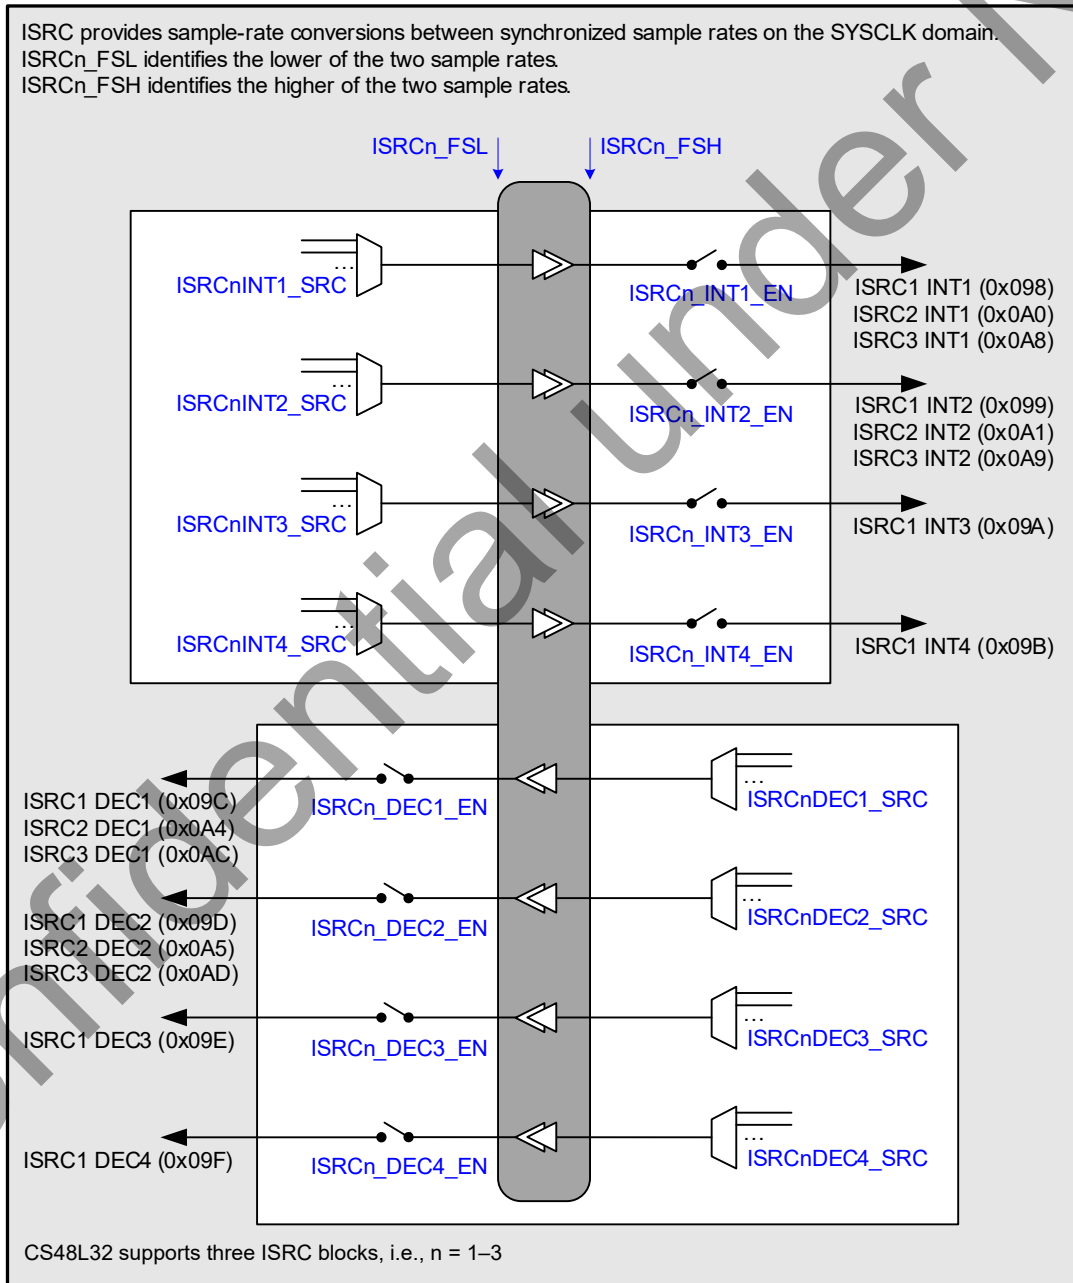 ISRC provides sample-rate conversions between synchronized sample rates on the SYSCLK domain.
ISRCn_FSL identifies the lower of the two sample rates.
ISRCn_FSH identifies the higher of the two sample rates.
ISRCn_FSL
ISRCn_FSH
ISRCnINT1_SRC
...
ISRCn_INT1_EN
ISRC1 INT1 (0x098)
ISRC2 INT1 (0x0A0)
ISRC3 INT1 (0x0A8)
ISRCnINT2_SRC
...
ISRCn_INT2_EN
ISRC1 INT2 (0x099)
ISRC2 INT2 (0x0A1)
ISRC3 INT2 (0x0A9)
ISRCnINT3_SRC
...
ISRCn_INT3_EN
ISRC1 INT3 (0x09A)
ISRCnINT4_SRC
...
ISRCn_INT4_EN
ISRC1 INT4 (0x09B)
ISRC1 DEC1 (0x09C)
ISRC2 DEC1 (0x0A4)
ISRC3 DEC1 (0x0AC)
ISRCn_DEC1_EN
...
ISRCnDEC1_SRC
ISRC1 DEC2 (0x09D)
ISRC2 DEC2 (0x0A5)
ISRC3 DEC2 (0x0AD)
ISRCn_DEC2_EN
...
ISRCnDEC2_SRC
ISRC1 DEC3 (0x09E)
ISRCn_DEC3_EN
...
ISRCnDEC3_SRC
ISRC1 DEC4 (0x09F)
ISRCn_DEC4_EN
...
ISRCnDEC4_SRC
CS48L32 supports three ISRC blocks, i.e., n = 1–3
nfidential under